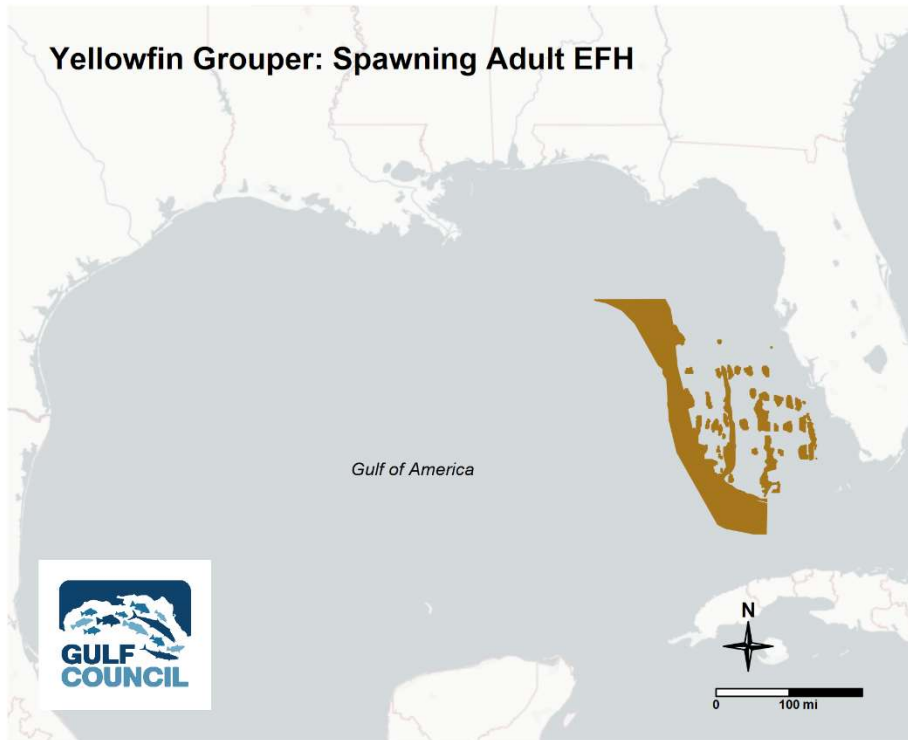 Yellowfin Grouper: Spawning Adult EFH
Gulf of America
GULF
COUNCIL
N
0 100 mi